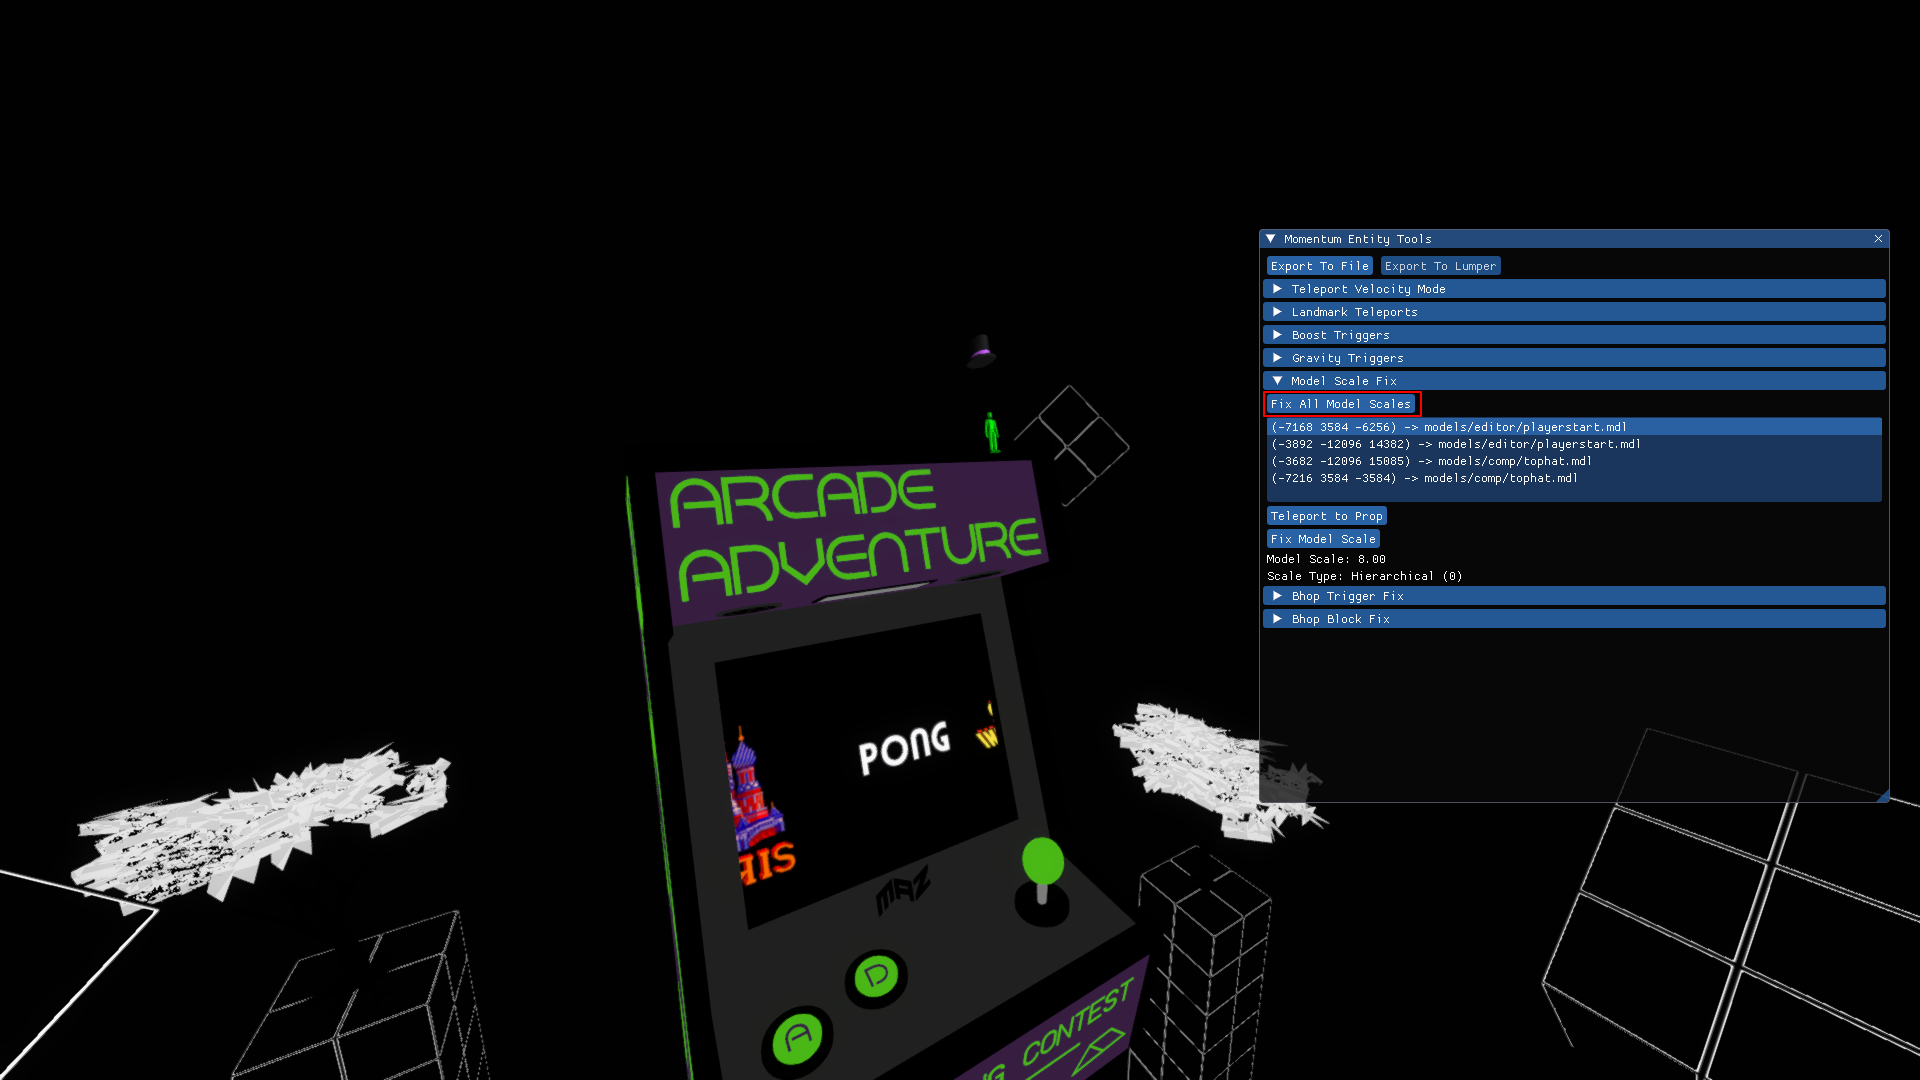 Momentum Entity Tools
Export To File Export To Lumper
Teleport Velocity Mode
Landmark Teleports
Boost Triggers
Gravity Triggers
Model Scale Fix
Fix All Model Scales
(-7168 3584 -6256) -> models/editor/playerstart.mdl
(-3892 -12096 14382) -> models/editor/playerstart.mdl
(-3682 -12096 15085) -> models/comp/tophat.mdl
(-7216 3584 -3584) -> models/comp/tophat.mdl
Teleport to Prop
Fix Model Scale
Model Scale: 8.00
Scale Type: Hierarchical (0)
Bhop Trigger Fix
Bhop Block Fix
ARCADE
ADVENTURE
PONG
MAZ
D
A
CONTEST